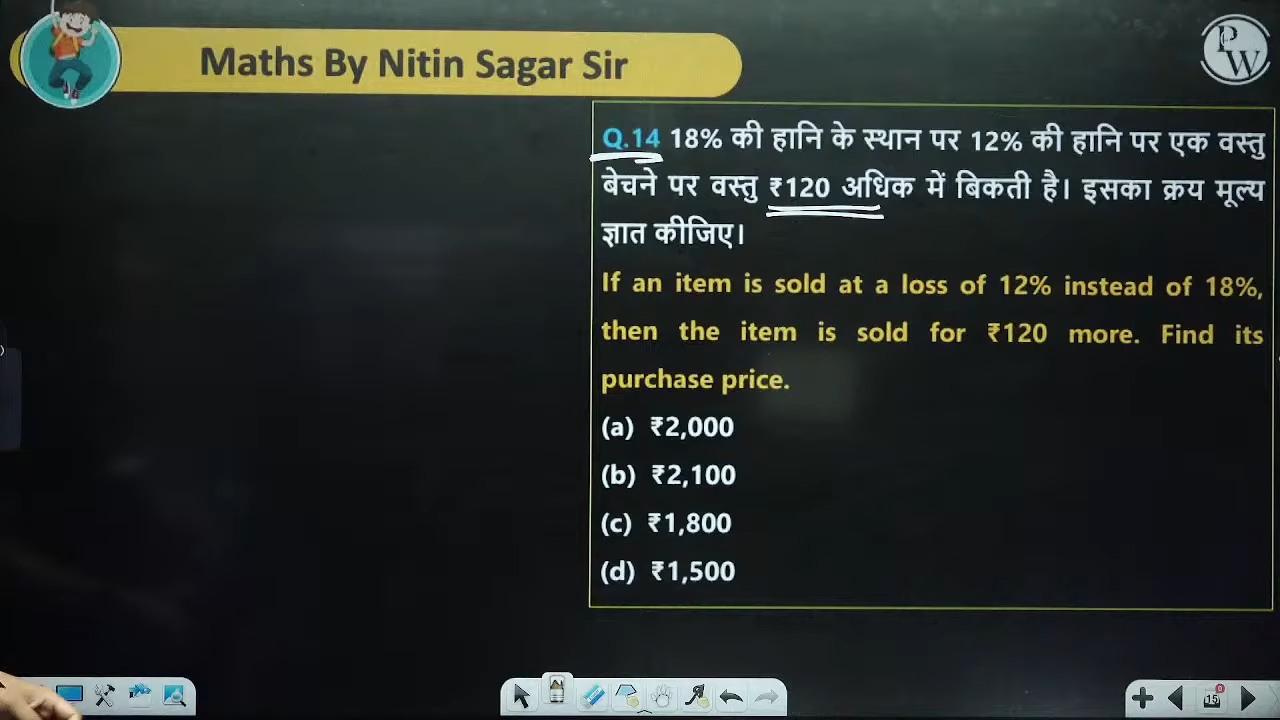 Maths By Nitin Sagar Sir
PW
Q.14 18% की हानि के स्थान पर 12% की हानि पर एक वस्तु
बेचने पर वस्तु ₹120 अधिक में बिकती है। इसका क्रय मूल्य
ज्ञात कीजिए।
If an item is sold at a loss of 12% instead of 18%,
then the item is sold for ₹120 more. Find its
purchase price.
(a) ₹2,000
(b) ₹2,100
(c) ₹1,800
(d) ₹1,500
15